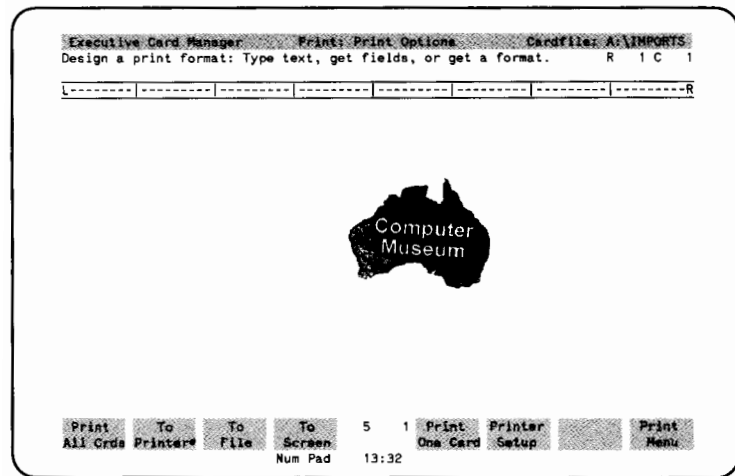 Executive Card Manager Print: Print Options Cardfile: A:\IMPORTS
Design a print format: Type text, get fields, or get a format. R 1 C 1
L--------|---------|---------|---------|---------|---------|---------|---------R
Computer
Museum
Print To To To 5 1 Print Printer Print
All Crds Printer* File Screen One Card Setup Menu
Num Pad 13:32